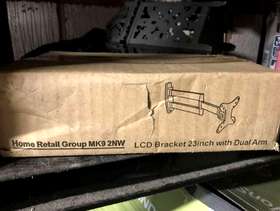 Home Retail Group MK9 2NW
LCD Bracket 23inch with Dual Arm.